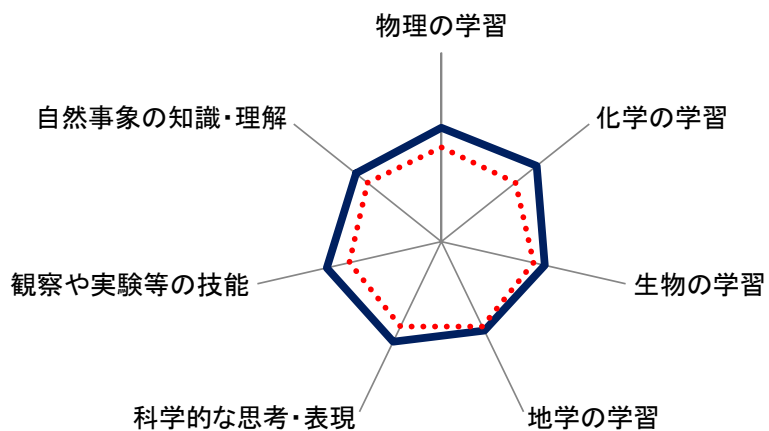 物理の学習
自然事象の知識・理解
化学の学習
観察や実験等の技能
生物の学習
科学的な思考・表現
地学の学習